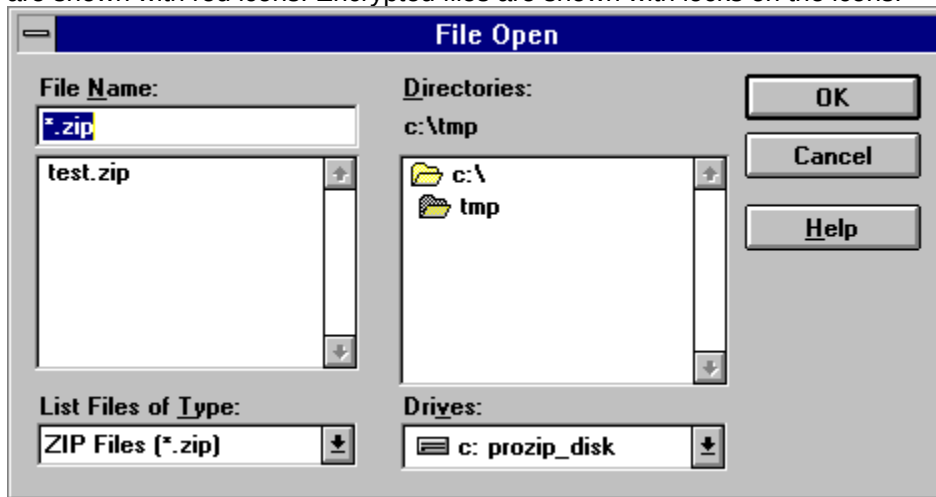 are shown with red icons. Encrypted files are shown with locks on the icons.
File Open
File Name:
*.zip
test.zip
List Files of Type:
ZIP Files (*.zip)
Directories:
c:\tmp
c:\
tmp
Drives:
c: prozip_disk
OK
Cancel
Help